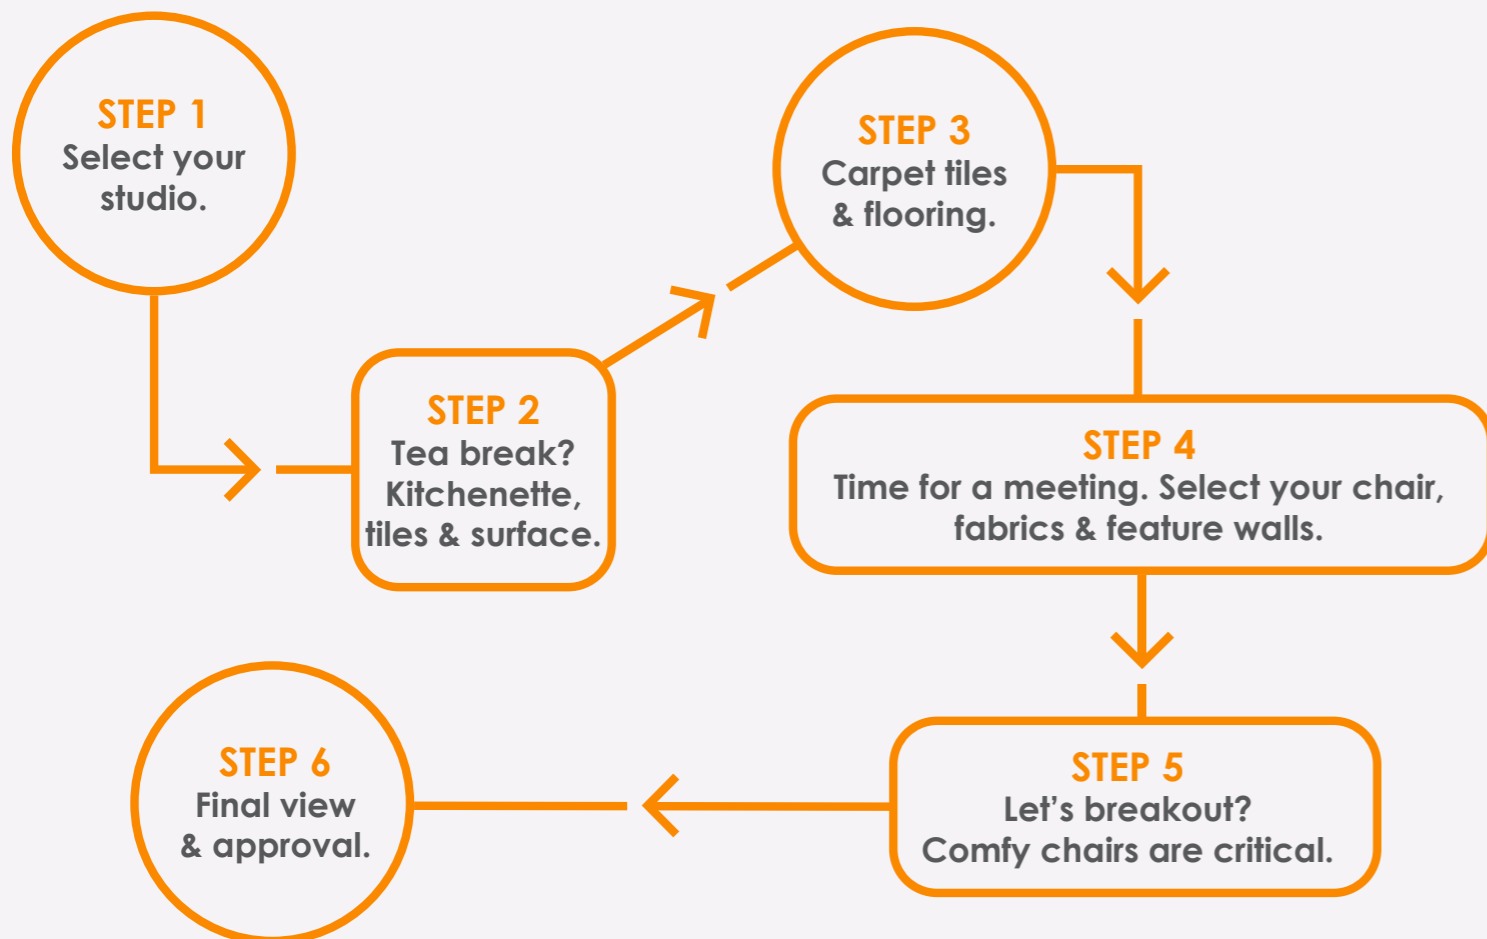 STEP 1
Select your
studio.
STEP 2
Tea break?
Kitchenette,
tiles & surface.
STEP 3
Carpet tiles
& flooring.
STEP 4
Time for a meeting. Select your chair,
fabrics & feature walls.
STEP 5
Let’s breakout?
Comfy chairs are critical.
STEP 6
Final view
& approval.